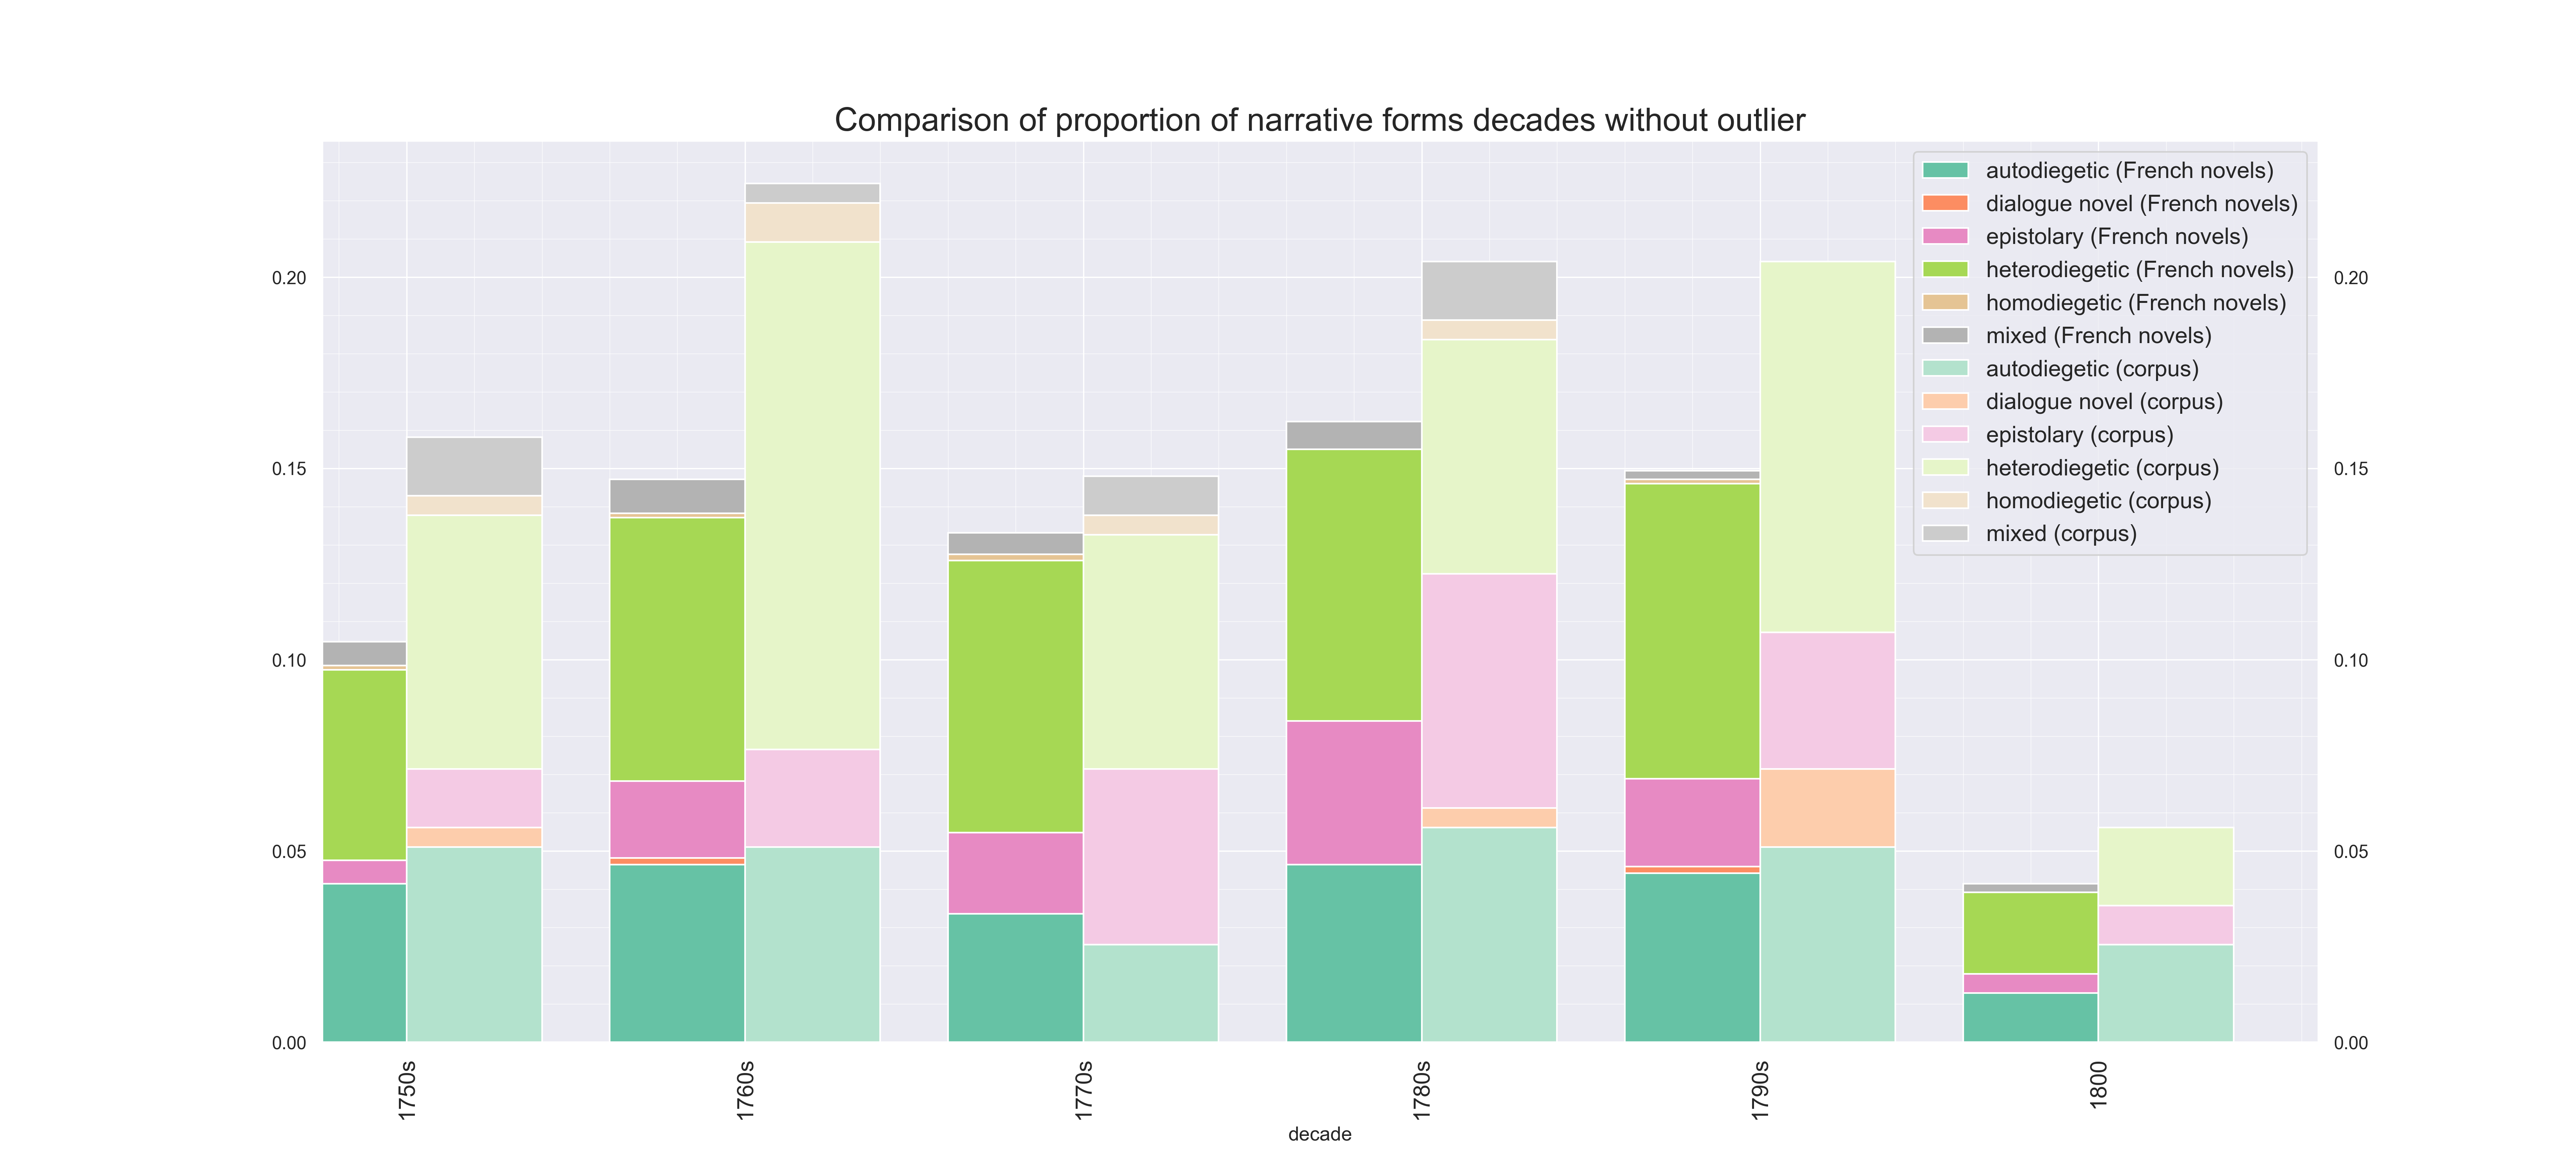 Comparison of proportion of narrative forms decades without outlier
autodiegetic (French novels)
dialogue novel (French novels)
epistolary (French novels)
heterodiegetic (French novels)
homodiegetic (French novels)
mixed (French novels)
autodiegetic (corpus)
dialogue novel (corpus)
epistolary (corpus)
heterodiegetic (corpus)
homodiegetic (corpus)
mixed (corpus)
0.20
0.15
0.10
0.05
0.00
0.20
0.15
0.10
0.05
0.00
1750s
1760s
1770s
1780s
1790s
1800
decade